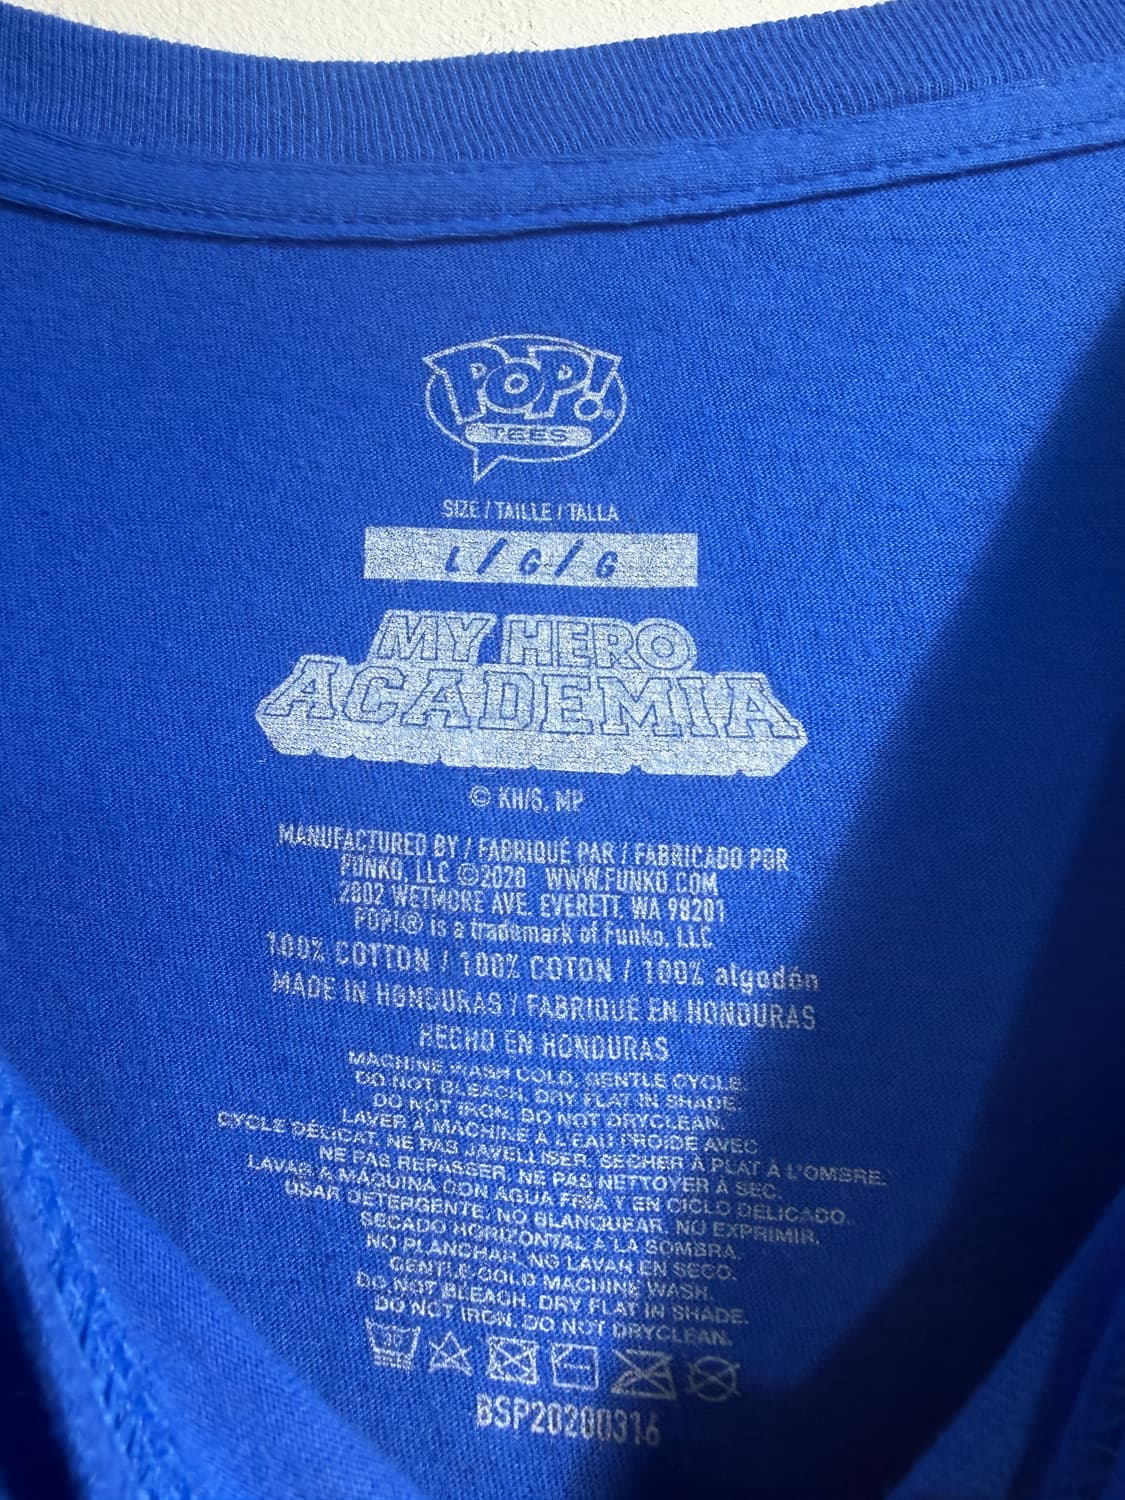 POP!
TEES
SIZE / TAILLE / TALLA
L / G / G
MY HERO
ACADEMIA
© KH/S, MP
MANUFACTURED BY / FABRIQUÉ PAR / FABRICADO POR
FUNKO, LLC ©2020 WWW.FUNKO.COM
2802 WETMORE AVE. EVERETT, WA 98201
POP!® is a trademark of Funko, LLC
100% COTTON / 100% COTON / 100% algodón
MADE IN HONDURAS / FABRIQUÉ EN HONDURAS
HECHO EN HONDURAS
MACHINE WASH COLD, GENTLE CYCLE.
DO NOT BLEACH, DRY FLAT IN SHADE.
DO NOT IRON. DO NOT DRYCLEAN.
LAVER À MACHINE À L'EAU FROIDE AVEC
CYCLE DÉLICAT, NE PAS JAVELLISER. SECHER À PLAT À L'OMBRE.
NE PAS REPASSER. NE PAS NETTOYER À SEC.
LAVAR A MÁQUINA CON AGUA FRÍA Y EN CICLO DELICADO.
USAR DETERGENTE. NO BLANQUEAR. NO EXPRIMIR.
SECADO HORIZONTAL A LA SOMBRA.
NO PLANCHAR, NO LAVAR EN SECO.
GENTLE COLD MACHINE WASH.
DO NOT BLEACH. DRY FLAT IN SHADE.
DO NOT IRON. DO NOT DRYCLEAN.
30
BSP20200316